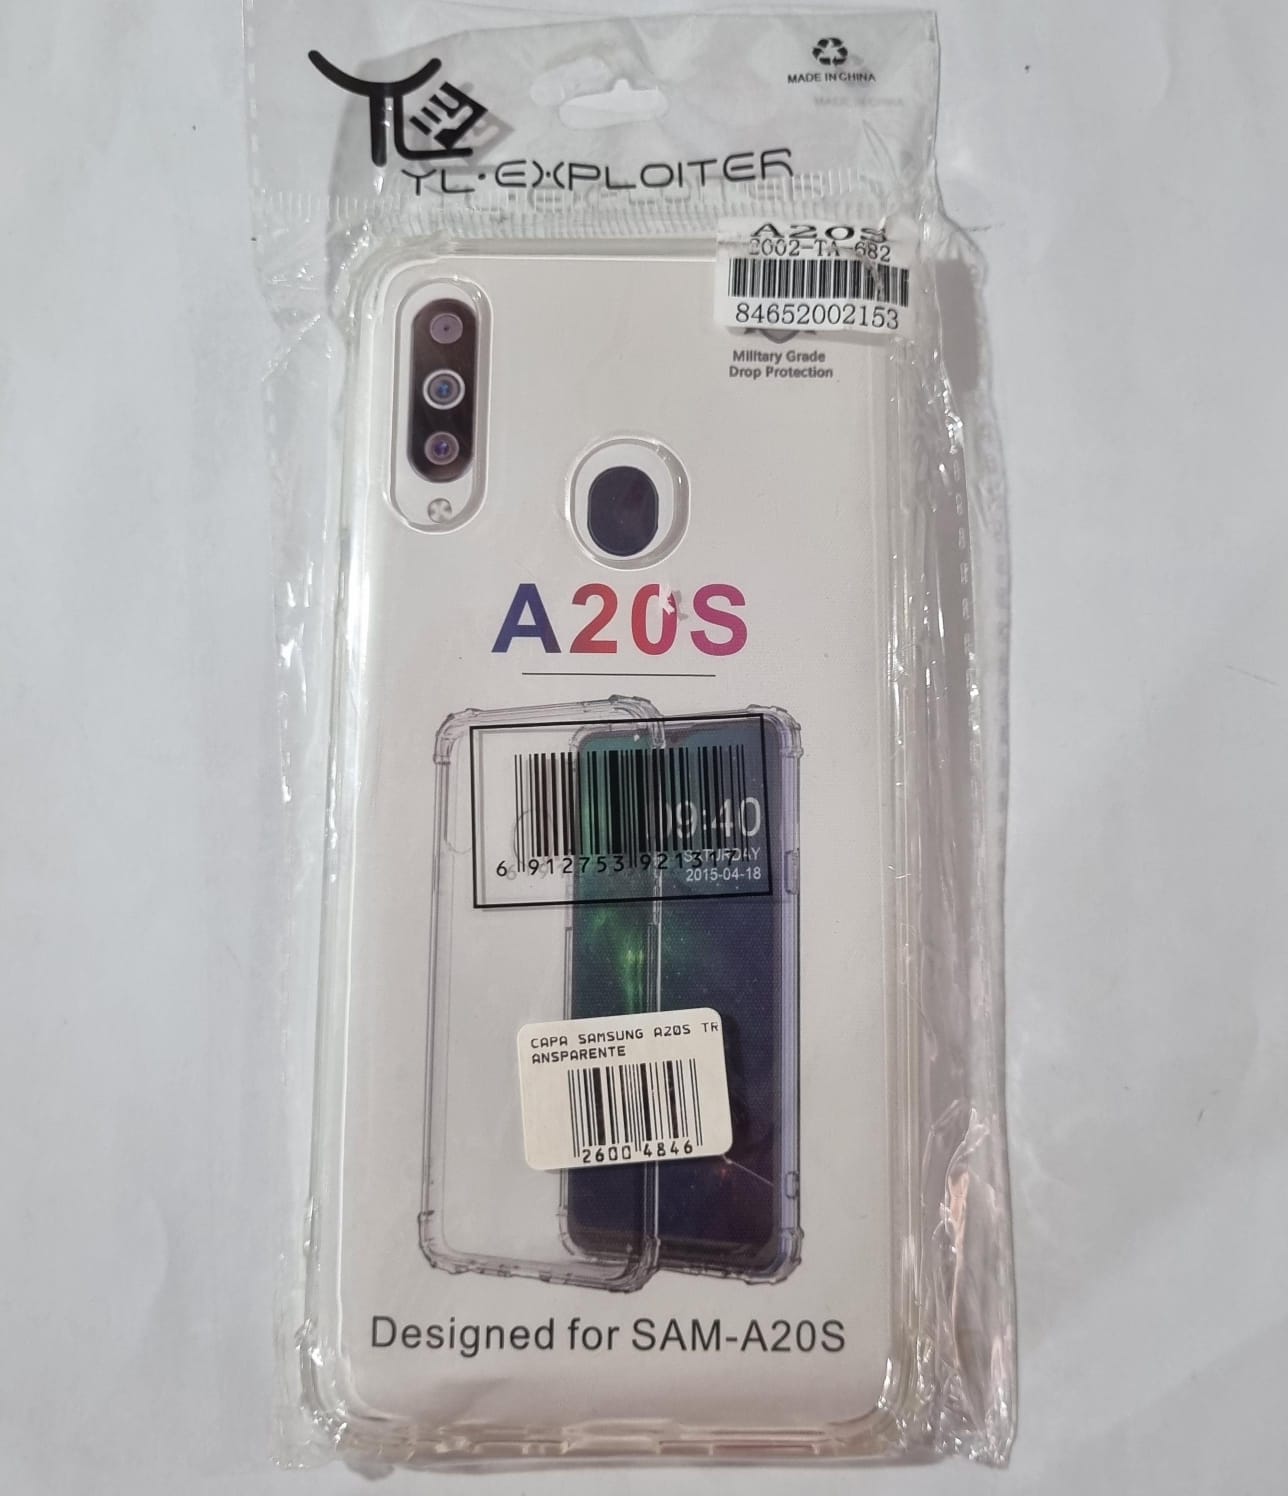 MADE IN CHINA
YL·EXPLOITER
A20S
2002-TA-682
84652002153
Military Grade
Drop Protection
A20S
09:40
SATURDAY
2015-04-18
6 912753 921317
CAPA SAMSUNG A20S TR
ANSPARENTE
2600 4846
Designed for SAM-A20S